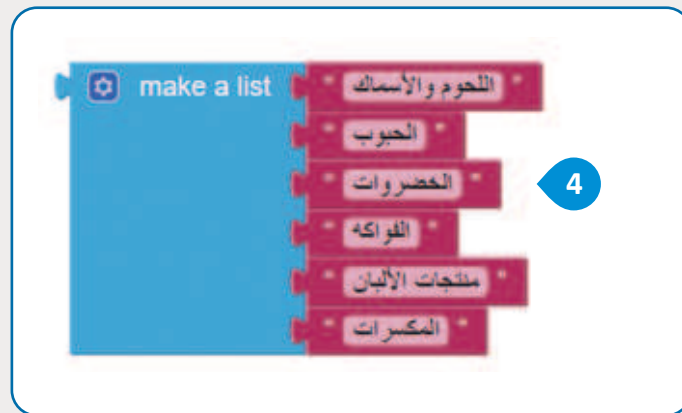 make a list " اللحوم والأسماك "
" الحبوب "
" الخضروات "
4
" الفواكه "
" منتجات الألبان "
" المكسرات "